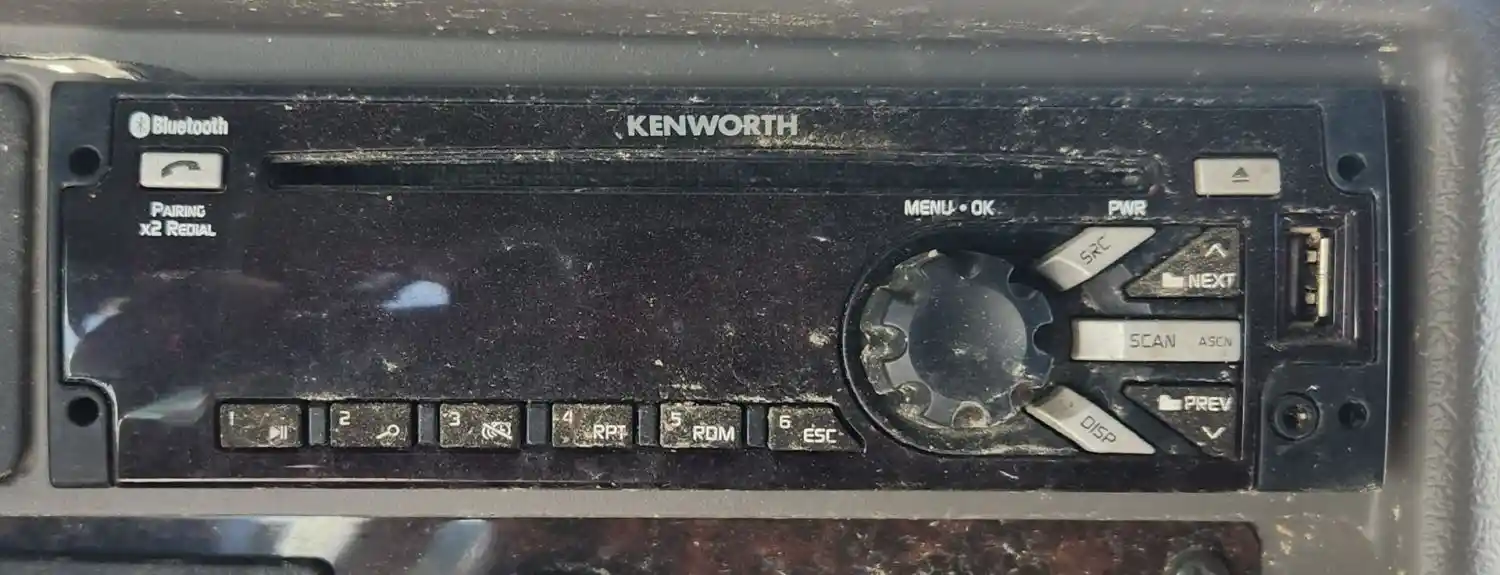 Bluetooth
KENWORTH
PAIRING
x2 REDIAL
MENU • OK
PWR
SRC
NEXT
SCAN ASCN
PREV
DISP
1
2
3
4 RPT
5 RDM
6 ESC